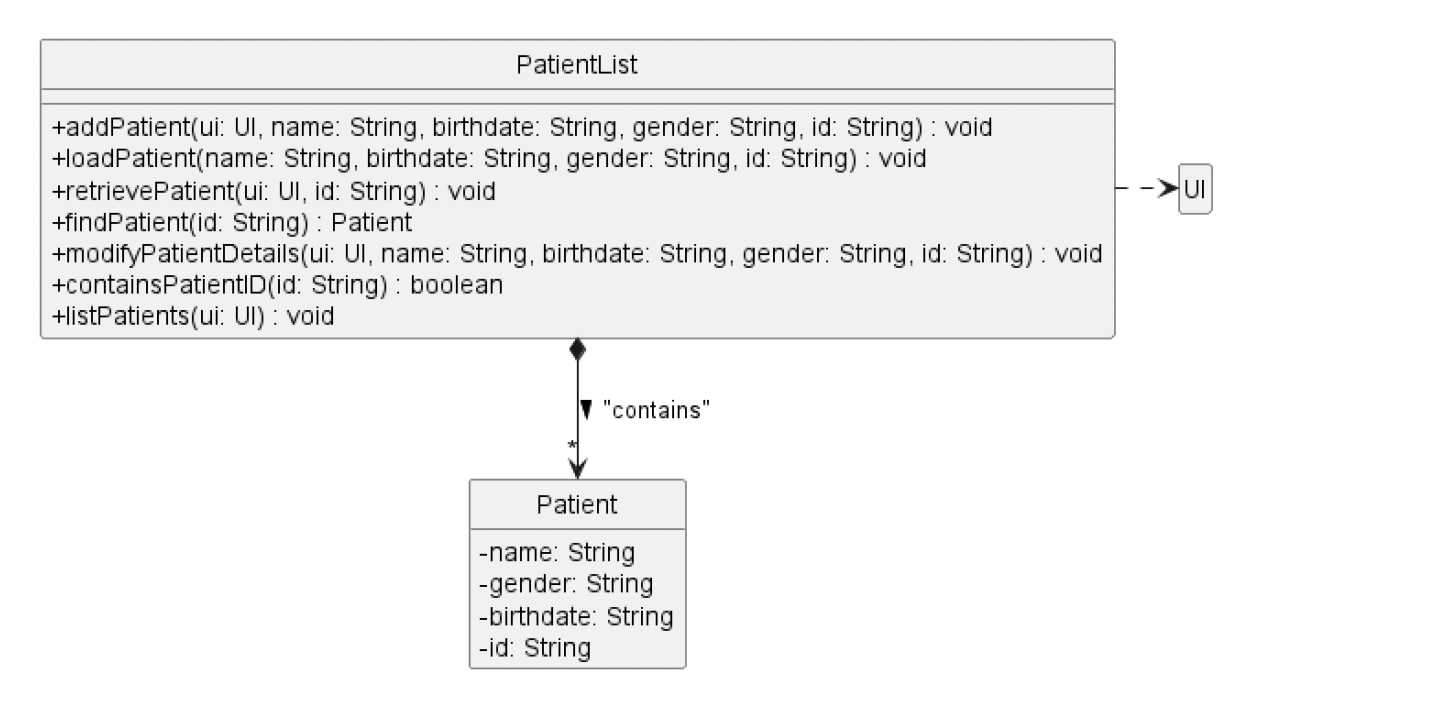 PatientList
+addPatient(ui: UI, name: String, birthdate: String, gender: String, id: String) : void
+loadPatient(name: String, birthdate: String, gender: String, id: String) : void
+retrievePatient(ui: UI, id: String) : void
+findPatient(id: String) : Patient
+modifyPatientDetails(ui: UI, name: String, birthdate: String, gender: String, id: String) : void
+containsPatientID(id: String) : boolean
+listPatients(ui: UI) : void
UI
"contains"
*
Patient
-name: String
-gender: String
-birthdate: String
-id: String